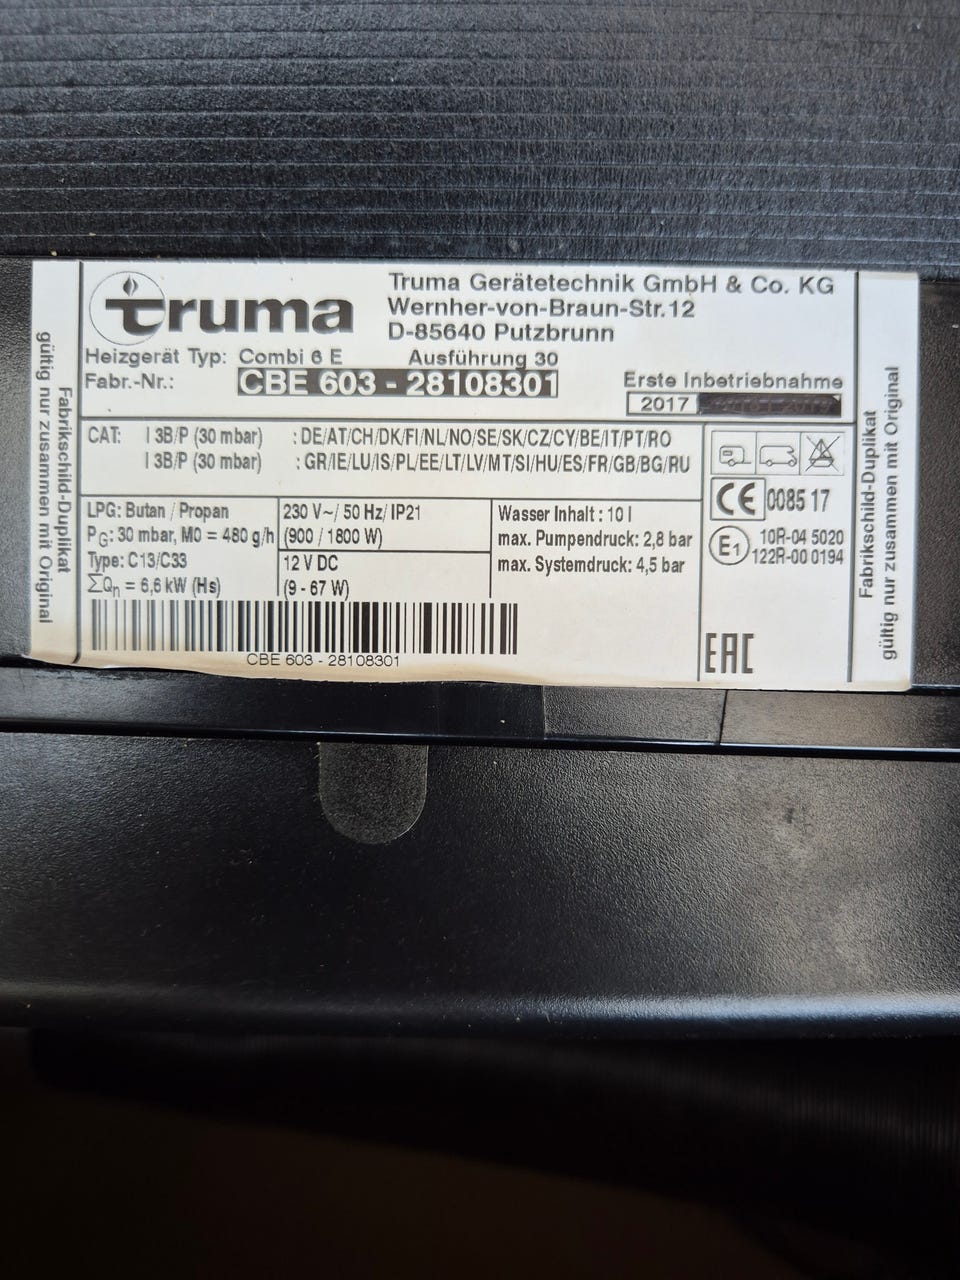 truma
Truma Gerätetechnik GmbH & Co. KG
Wernher-von-Braun-Str.12
D-85640 Putzbrunn
Heizgerät Typ: Combi 6 E Ausführung 30
Fabr.-Nr.: CBE 603 - 28108301
Erste Inbetriebnahme
2017
CAT: I 3B/P (30 mbar) : DE/AT/CH/DK/FI/NL/NO/SE/SK/CZ/CY/BE/IT/PT/RO
I 3B/P (30 mbar) : GR/IE/LU/IS/PL/EE/LT/LV/MT/SI/HU/ES/FR/GB/BG/RU
LPG: Butan / Propan
PG: 30 mbar, M0 = 480 g/h
Type: C13/C33
ΣQn = 6,6 kW (Hs)
230 V~/ 50 Hz/ IP21
(900 / 1800 W)
12 V DC
(9 - 67 W)
Wasser Inhalt : 10 l
max. Pumpendruck: 2,8 bar
max. Systemdruck: 4,5 bar
CE 0085 17
E1 10R-04 5020
122R-00 0194
EAC
CBE 603 - 28108301
Fabrikschild-Duplikat
gültig nur zusammen mit Original
Fabrikschild-Duplikat
gültig nur zusammen mit Original